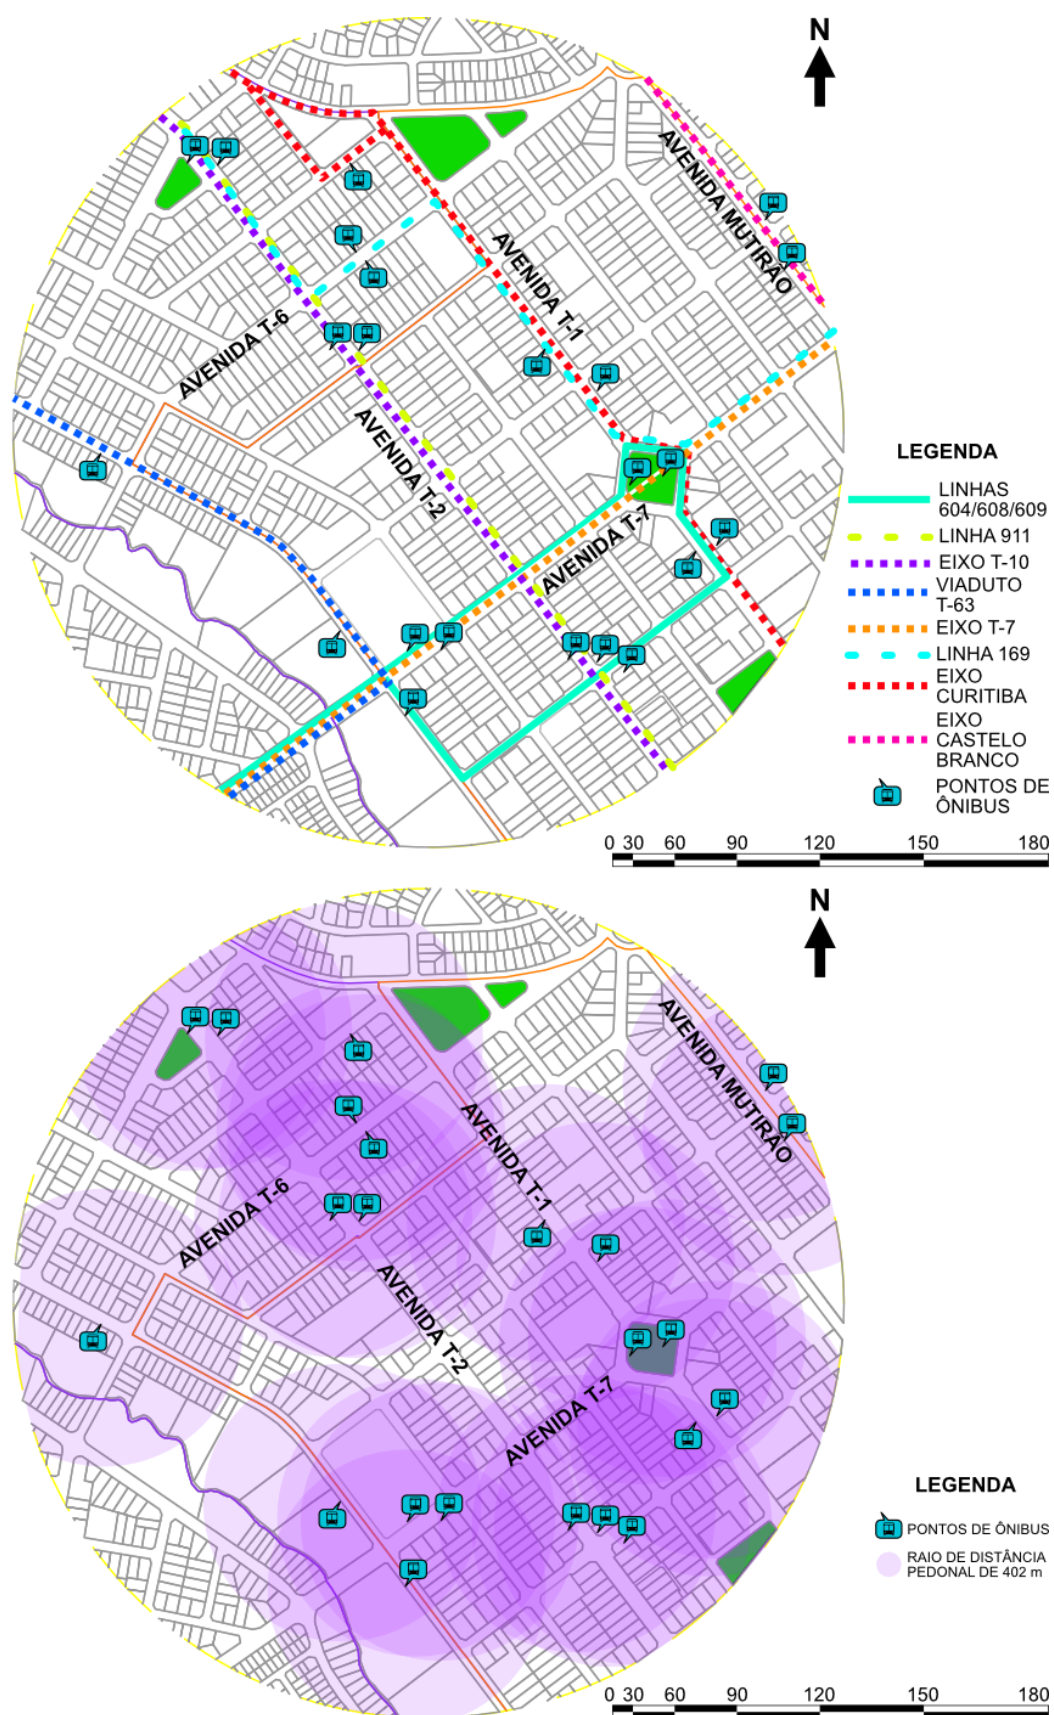 N
AVENIDA MUTIRÃO
AVENIDA T-1
AVENIDA T-6
AVENIDA T-2
AVENIDA T-7
LEGENDA
LINHAS
604/608/609
LINHA 911
EIXO T-10
VIADUTO
T-63
EIXO T-7
LINHA 169
EIXO
CURITIBA
EIXO
CASTELO
BRANCO
PONTOS DE
ÔNIBUS
0 30 60 90 120 150 180
N
AVENIDA MUTIRÃO
AVENIDA T-1
AVENIDA T-6
AVENIDA T-2
AVENIDA T-7
LEGENDA
PONTOS DE ÔNIBUS
RAIO DE DISTÂNCIA
PEDONAL DE 402 m
0 30 60 90 120 150 180